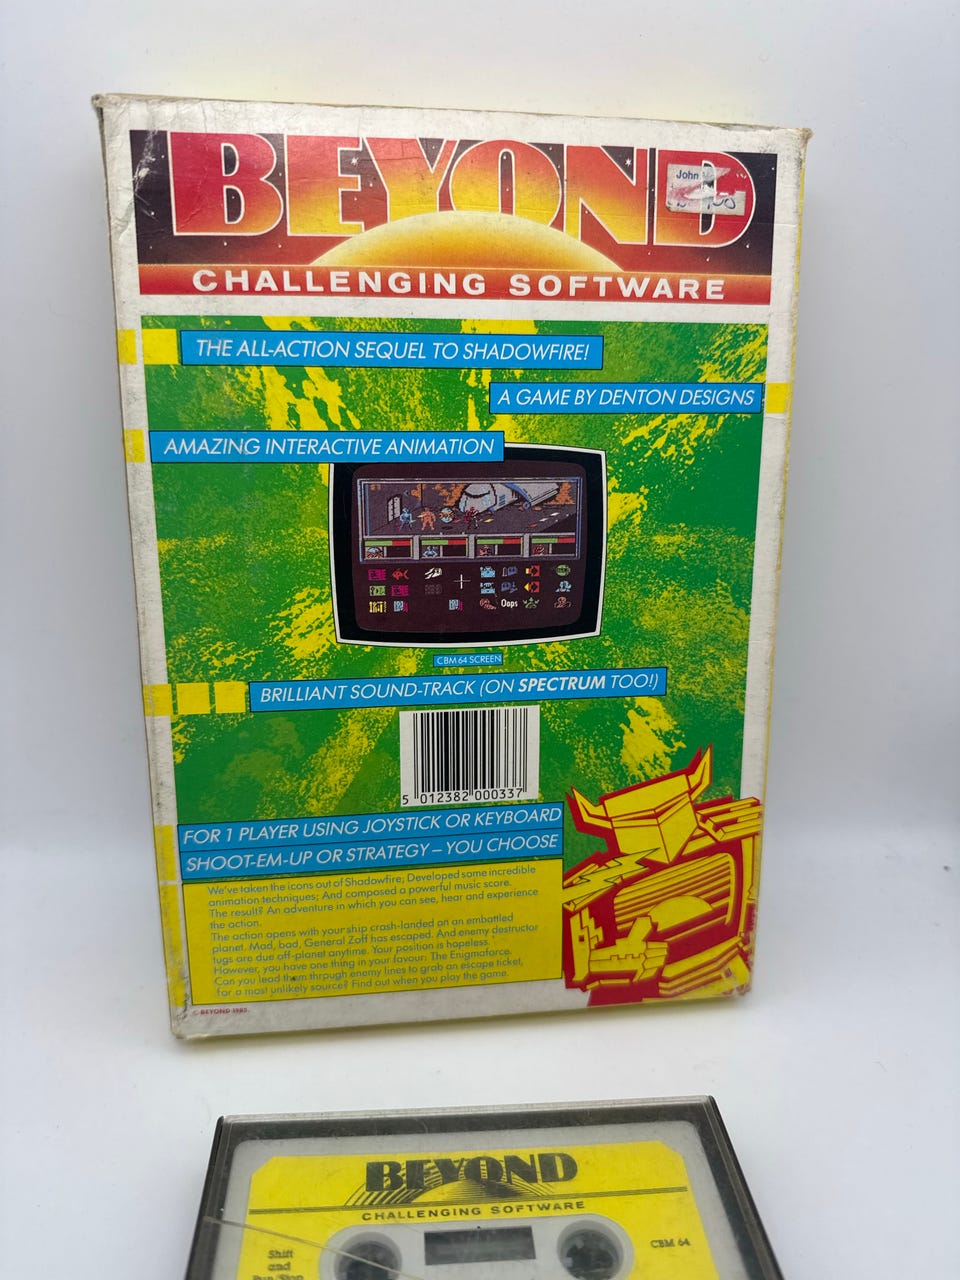 BEYOND
John
CHALLENGING SOFTWARE
THE ALL-ACTION SEQUEL TO SHADOWFIRE!
A GAME BY DENTON DESIGNS
AMAZING INTERACTIVE ANIMATION
Oops
CBM 64 SCREEN
BRILLIANT SOUND-TRACK (ON SPECTRUM TOO!)
5 012382 000337
FOR 1 PLAYER USING JOYSTICK OR KEYBOARD
SHOOT-EM-UP OR STRATEGY – YOU CHOOSE
We've taken the icons out of Shadowfire; Developed some incredible
animation techniques; And composed a powerful music score.
The result? An adventure in which you can see, hear and experience
the action.
The action opens with your ship crash-landed on an embattled
planet. Mad, bad, General Zoff has escaped. And enemy destructor
tugs are due off-planet anytime. Your position is hopeless.
However, you have one thing in your favour: The Enigmaforce.
Can you lead them through enemy lines to grab an escape ticket,
for a most unlikely source? Find out when you play the game.
© BEYOND 1985.
BEYOND
CHALLENGING SOFTWARE
CBM 64
Shift
and
Run/Stop